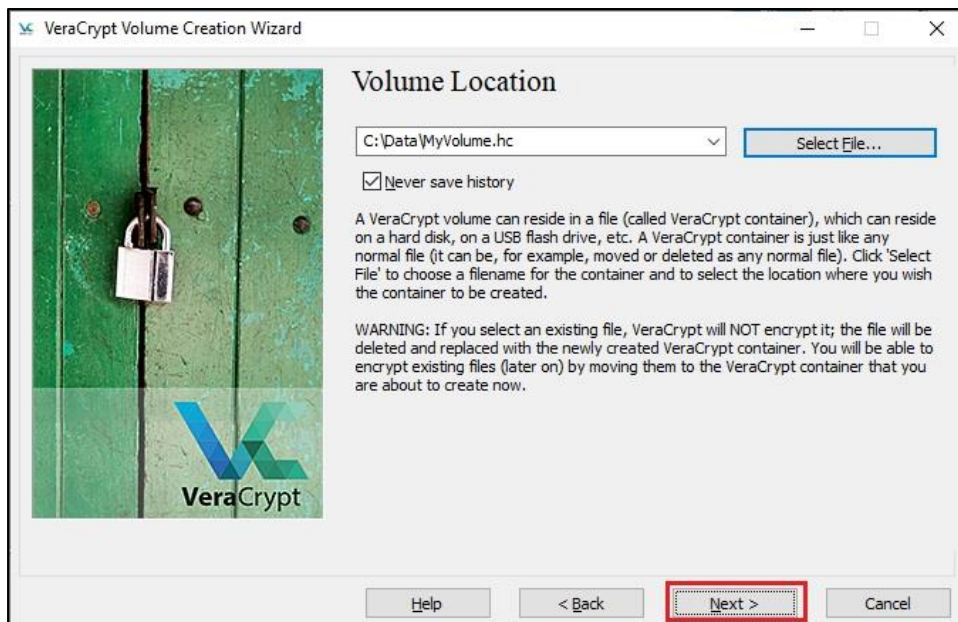 VeraCrypt Volume Creation Wizard
Volume Location
C:\Data\MyVolume.hc
Select File...
Never save history
A VeraCrypt volume can reside in a file (called VeraCrypt container), which can reside
on a hard disk, on a USB flash drive, etc. A VeraCrypt container is just like any
normal file (it can be, for example, moved or deleted as any normal file). Click 'Select
File' to choose a filename for the container and to select the location where you wish
the container to be created.
WARNING: If you select an existing file, VeraCrypt will NOT encrypt it; the file will be
deleted and replaced with the newly created VeraCrypt container. You will be able to
encrypt existing files (later on) by moving them to the VeraCrypt container that you
are about to create now.
VeraCrypt
Help
< Back
Next >
Cancel